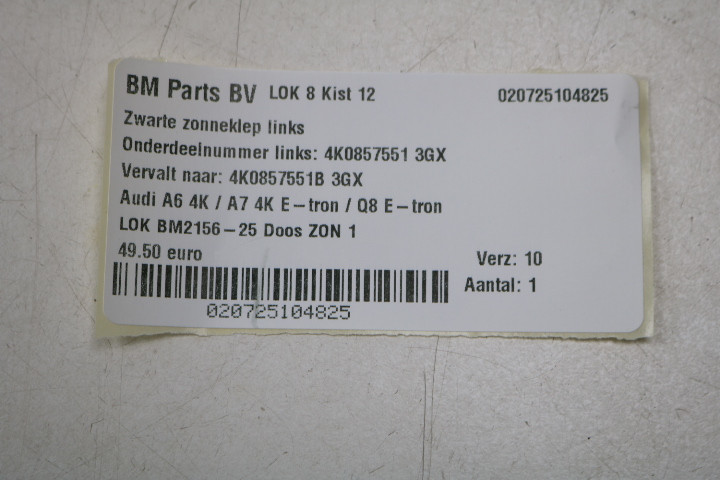 BM Parts BV LOK 8 Kist 12 020725104825
Zwarte zonneklep links
Onderdeelnummer links: 4K0857551 3GX
Vervalt naar: 4K0857551B 3GX
Audi A6 4K / A7 4K E-tron / Q8 E-tron
LOK BM2156-25 Doos ZON 1
49.50 euro Verz: 10
Aantal: 1
020725104825